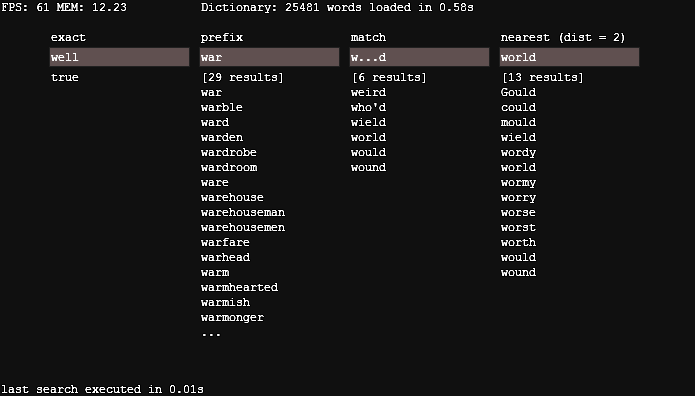 FPS: 61 MEM: 12.23 Dictionary: 25481 words loaded in 0.58s
exact prefix match nearest (dist = 2)
well war w...d world
true [29 results] [6 results] [13 results]
war weird Gould
warble who'd could
ward wield mould
warden world wield
wardrobe would wordy
wardroom wound world
ware wormy
warehouse worry
warehouseman worse
warehousemen worst
warfare worth
warhead would
warm wound
warmhearted
warmish
warmonger
...
last search executed in 0.01s